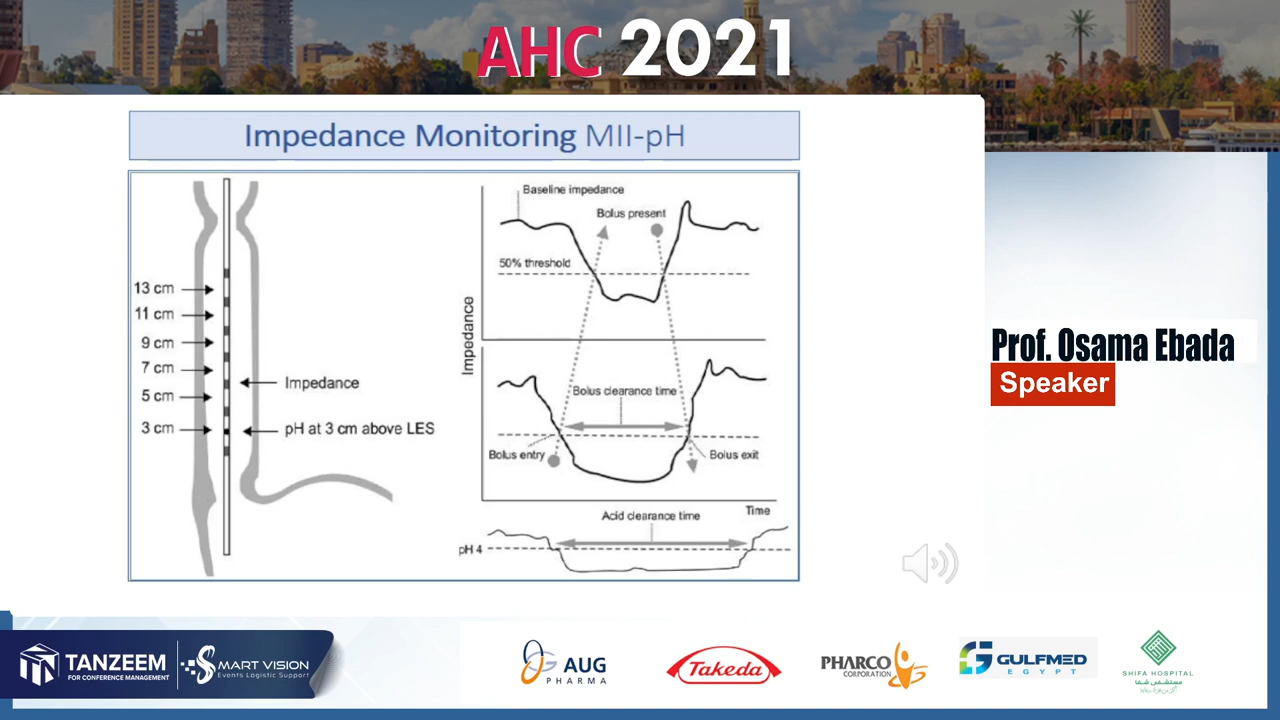 AHC 2021
Impedance Monitoring MII-pH
13 cm
11 cm
9 cm
7 cm
5 cm
3 cm
Impedance
pH at 3 cm above LES
Impedance
Baseline impedance
Bolus present
50% threshold
Bolus clearance time
Bolus entry
Bolus exit
Time
Acid clearance time
pH 4
Prof. Osama Ebada
Speaker
TANZEEM
FOR CONFERENCE MANAGEMENT
SMART VISION
Events Logistic Support
AUG
PHARMA
Takeda
PHARCO
CORPORATION
GULFMED
EGYPT
SHIFA HOSPITAL
مستشفى شفا